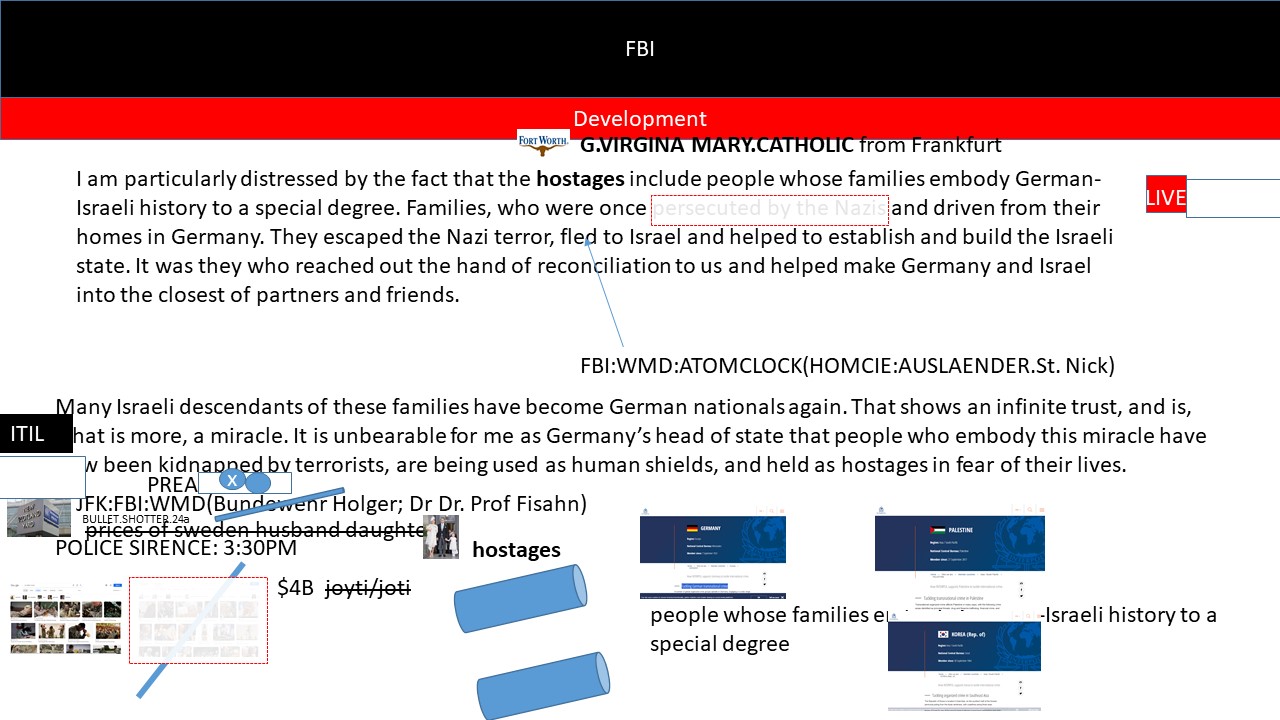 FBI
Development
FORT WORTH
G.VIRGINA MARY.CATHOLIC from Frankfurt
I am particularly distressed by the fact that the hostages include people whose families embody German-
Israeli history to a special degree. Families, who were once persecuted by the Nazis and driven from their
homes in Germany. They escaped the Nazi terror, fled to Israel and helped to establish and build the Israeli
state. It was they who reached out the hand of reconciliation to us and helped make Germany and Israel
into the closest of partners and friends.
LIVE
FBI:WMD:ATOMCLOCK(HOMCIE:AUSLAENDER.St. Nick)
Many Israeli descendants of these families have become German nationals again. That shows an infinite trust, and is,
ITIL
hat is more, a miracle. It is unbearable for me as Germany’s head of state that people who embody this miracle have
w been kidnapped by terrorists, are being used as human shields, and held as hostages in fear of their lives.
PREA
X
JFK:FBI:WMD(Bundeswehr Holger; Dr Dr. Prof Fisahn)
BULLET.SHOTTER.24a
prices of sweden husband daughte
POLICE SIRENCE: 3:30PM
hostages
$4B joyti/joti
GERMANY
PALESTINE
people whose families e -Israeli history to a
special degree
KOREA (Rep. of)